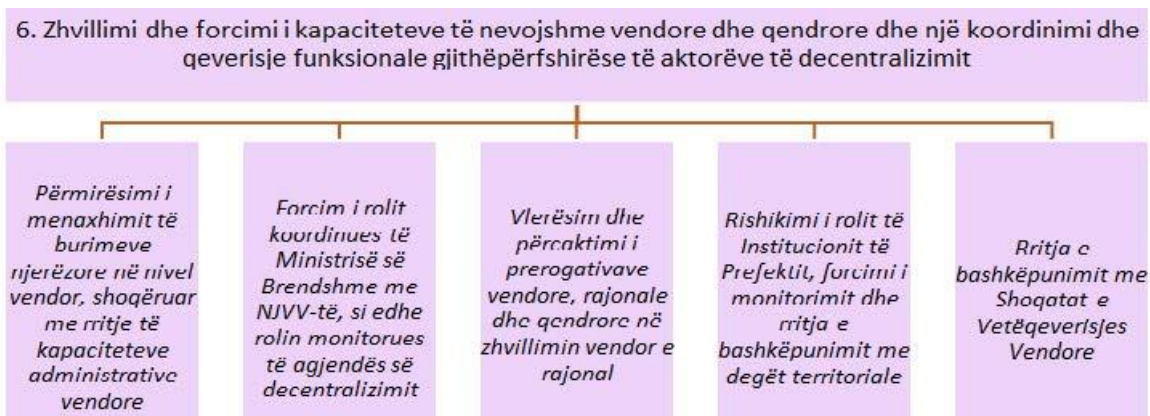 6. Zhvillimi dhe forcimi i kapaciteteve të nevojshme vendore dhe qendrore dhe një koordinimi dhe
qeverisje funksionale gjithëpërfshirëse të aktorëve të decentralizimit
Përmirësimi i
menaxhimit të
burimeve
njerëzore në nivel
vendor, shoqëruar
me rritje të
kapaciteteve
administrative
vendore
Forcim i rolit
koordinues të
Ministrisë së
Brendshme me
NJVV-të, si edhe
rolin monitorues
të agjendës së
decentralizimit
Vlerësim dhe
përcaktimi i
prerogativave
vendore, rajonale
dhe qendrore në
zhvillimin vendor e
rajonal
Rishikimi i rolit të
Institucionit të
Prefektit, forcimi i
monitorimit dhe
rritja e
bashkëpunimit me
degët territoriale
Rritja e
bashkëpunimit me
Shoqatat e
Vetëqeverisjes
Vendore